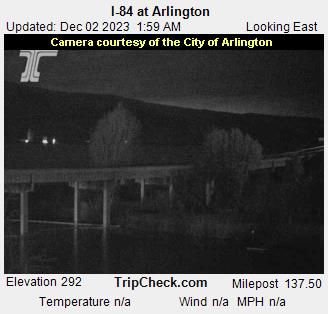 I-84 at Arlington
Updated: Dec 02 2023 1:59 AM Looking East
Camera courtesy of the City of Arlington
Elevation 292 TripCheck.com Milepost 137.50
Temperature n/a Wind n/a MPH n/a